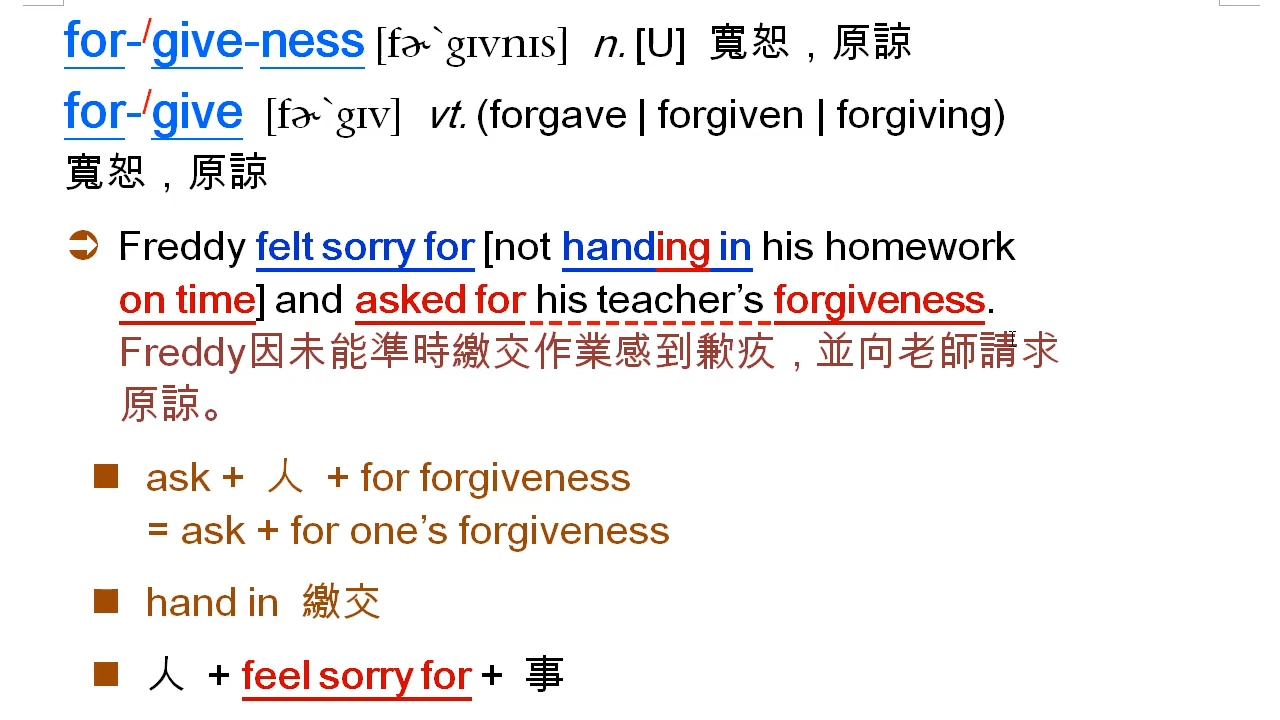 for-/give-ness [fɚˋgɪvnɪs] n. [U] 寬恕，原諒
for-/give [fɚˋgɪv] vt. (forgave | forgiven | forgiving)
寬恕，原諒
➲ Freddy felt sorry for [not handing in his homework
on time] and asked for his teacher’s forgiveness.
Freddy因未能準時繳交作業感到歉疚，並向老師請求
原諒。
■ ask + 人 + for forgiveness
= ask + for one’s forgiveness
■ hand in 繳交
■ 人 + feel sorry for + 事